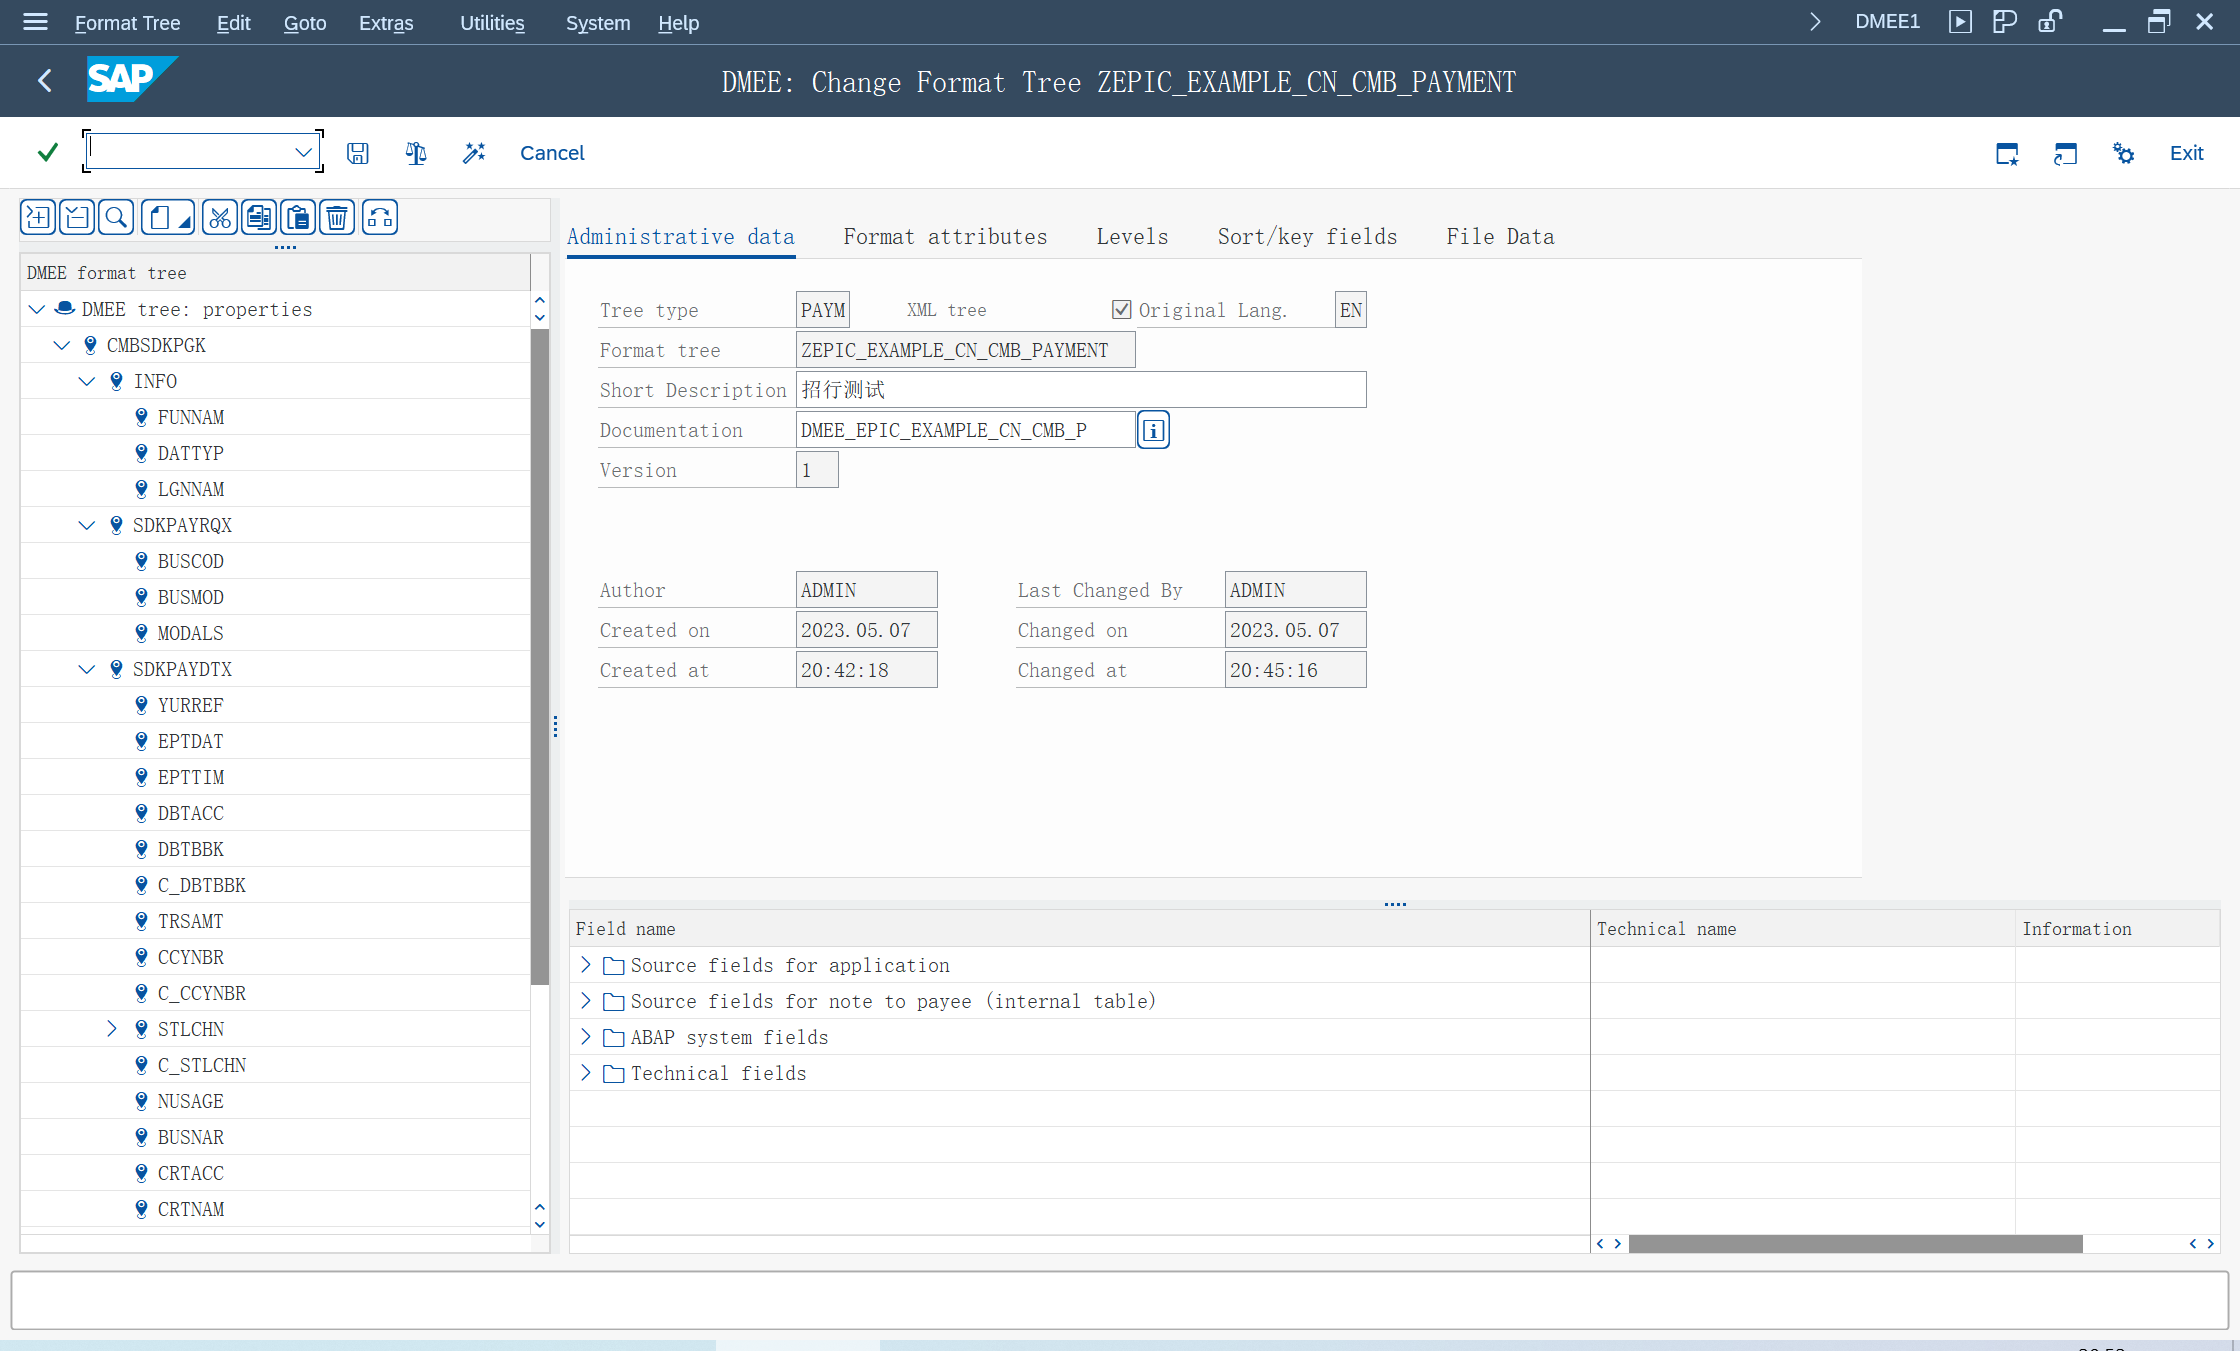 Format Tree Edit Goto Extras Utilities System Help DMEE1
SAP DMEE: Change Format Tree ZEPIC_EXAMPLE_CN_CMB_PAYMENT
Cancel Exit
DMEE format tree
DMEE tree: properties
CMBSDKPGK
INFO
FUNNAM
DATTYP
LGNNAM
SDKPAYRQX
BUSCOD
BUSMOD
MODALS
SDKPAYDTX
YURREF
EPTDAT
EPTTIM
DBTACC
DBTBBK
C_DBTBBK
TRSAMT
CCYNBR
C_CCYNBR
STLCHN
C_STLCHN
NUSAGE
BUSNAR
CRTACC
CRTNAM
Administrative data Format attributes Levels Sort/key fields File Data
Tree type PAYM XML tree Original Lang. EN
Format tree ZEPIC_EXAMPLE_CN_CMB_PAYMENT
Short Description 招行测试
Documentation DMEE_EPIC_EXAMPLE_CN_CMB_P
Version 1
Author ADMIN Last Changed By ADMIN
Created on 2023.05.07 Changed on 2023.05.07
Created at 20:42:18 Changed at 20:45:16
Field name Technical name Information
Source fields for application
Source fields for note to payee (internal table)
ABAP system fields
Technical fields